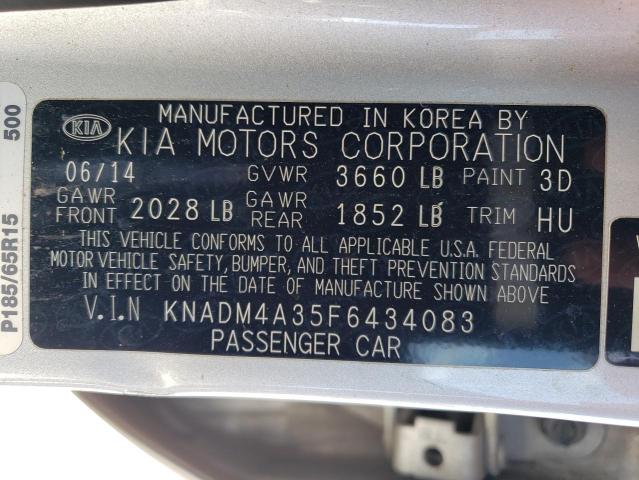 MANUFACTURED IN KOREA BY
KIA KIA MOTORS CORPORATION
06/14 GVWR 3660 LB PAINT 3D
GAWR FRONT 2028 LB GAWR REAR 1852 LB TRIM HU
THIS VEHICLE CONFORMS TO ALL APPLICABLE U.S.A. FEDERAL
MOTOR VEHICLE SAFETY, BUMPER, AND THEFT PREVENTION STANDARDS
IN EFFECT ON THE DATE OF MANUFACTURE SHOWN ABOVE
V.I.N KNADM4A35F6434083
PASSENGER CAR
P185/65R15 500